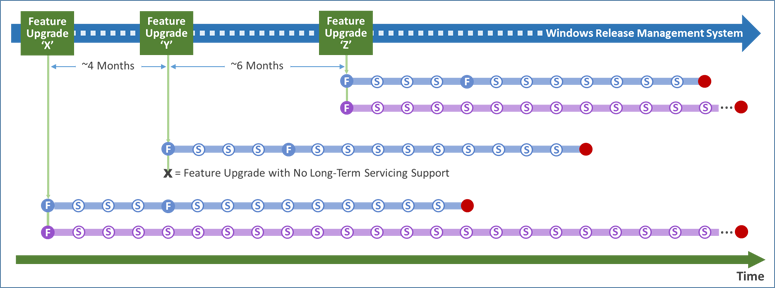 Feature Upgrade 'X'
Feature Upgrade 'Y'
Feature Upgrade 'Z'
Windows Release Management System
~4 Months
~6 Months
F S S S F S S S S S S S
F S S S S S S S S S S S S ...
F S S S F S S S S S S S S S
X = Feature Upgrade with No Long-Term Servicing Support
F S S S F S S S S S S S S S
F S S S S S S S S S S S S S S S S S S S S S S ...
Time